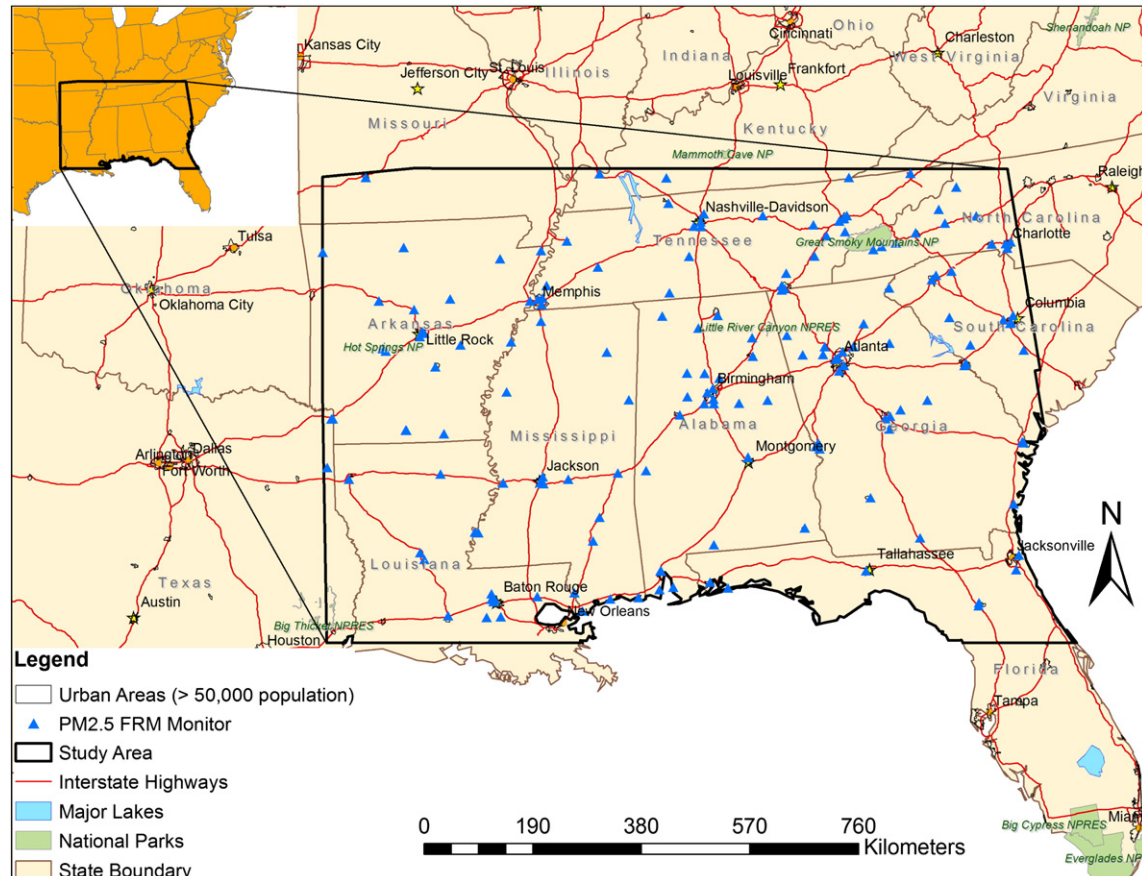 Ohio
Shenandoah NP
Kansas City
Cincinnati
Charleston
Indiana
West Virginia
Jefferson City
St. Louis
Illinois
Louisville
Frankfort
Virginia
Missouri
Kentucky
Mammoth Cave NP
Raleigh
Nashville-Davidson
North Carolina
Tulsa
Tennessee
Great Smoky Mountains NP
Charlotte
Oklahoma
Oklahoma City
Memphis
Columbia
Arkansas
Little River Canyon NPRES
South Carolina
Little Rock
Hot Springs NP
Atlanta
Birmingham
Alabama
Georgia
Mississippi
Montgomery
Dallas
Arlington
Fort Worth
Jackson
N
Louisiana
Tallahassee
Jacksonville
Texas
Baton Rouge
Austin
New Orleans
Big Thicket NPRES
Houston
Florida
Tampa
Legend
Urban Areas (> 50,000 population)
PM2.5 FRM Monitor
Study Area
Interstate Highways
Major Lakes
National Parks
State Boundary
0 190 380 570 760
Kilometers
Big Cypress NPRES
Miam
Everglades NP